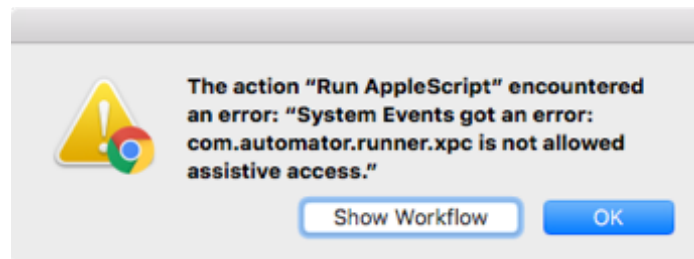 The action “Run AppleScript” encountered
an error: “System Events got an error:
com.automator.runner.xpc is not allowed
assistive access.”
Show Workflow
OK